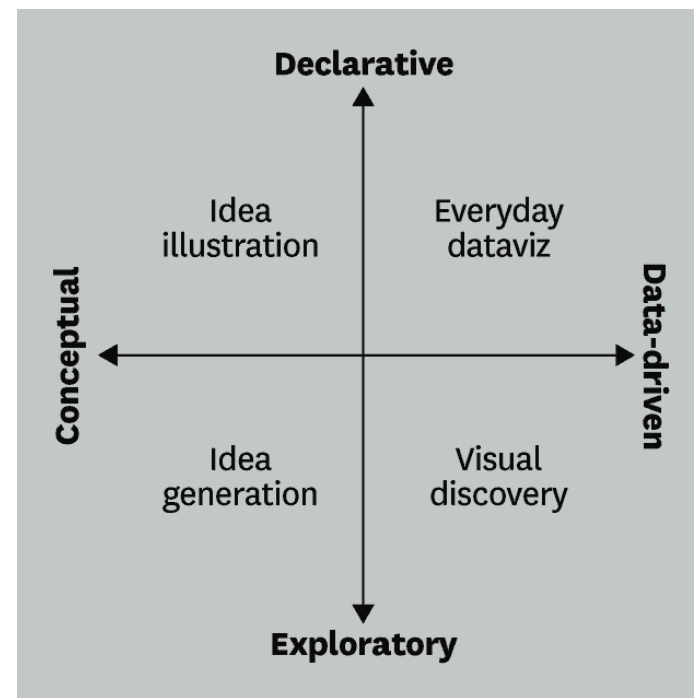 Declarative
Idea
illustration
Everyday
dataviz
Conceptual
Data-driven
Idea
generation
Visual
discovery
Exploratory